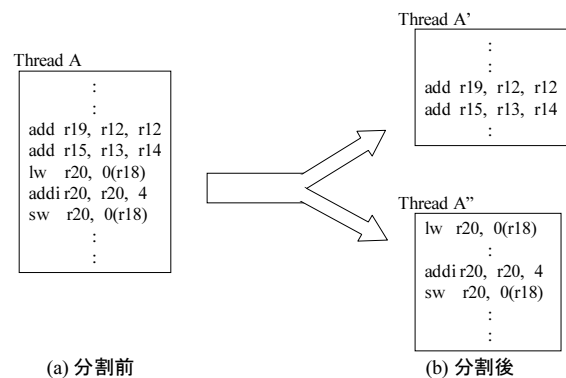 Thread A
:
:
add r19, r12, r12
add r15, r13, r14
lw r20, 0(r18)
addi r20, r20, 4
sw r20, 0(r18)
:
:
(a) 分割前
Thread A’
:
:
add r19, r12, r12
add r15, r13, r14
:
Thread A”
lw r20, 0(r18)
:
addi r20, r20, 4
sw r20, 0(r18)
:
:
(b) 分割後